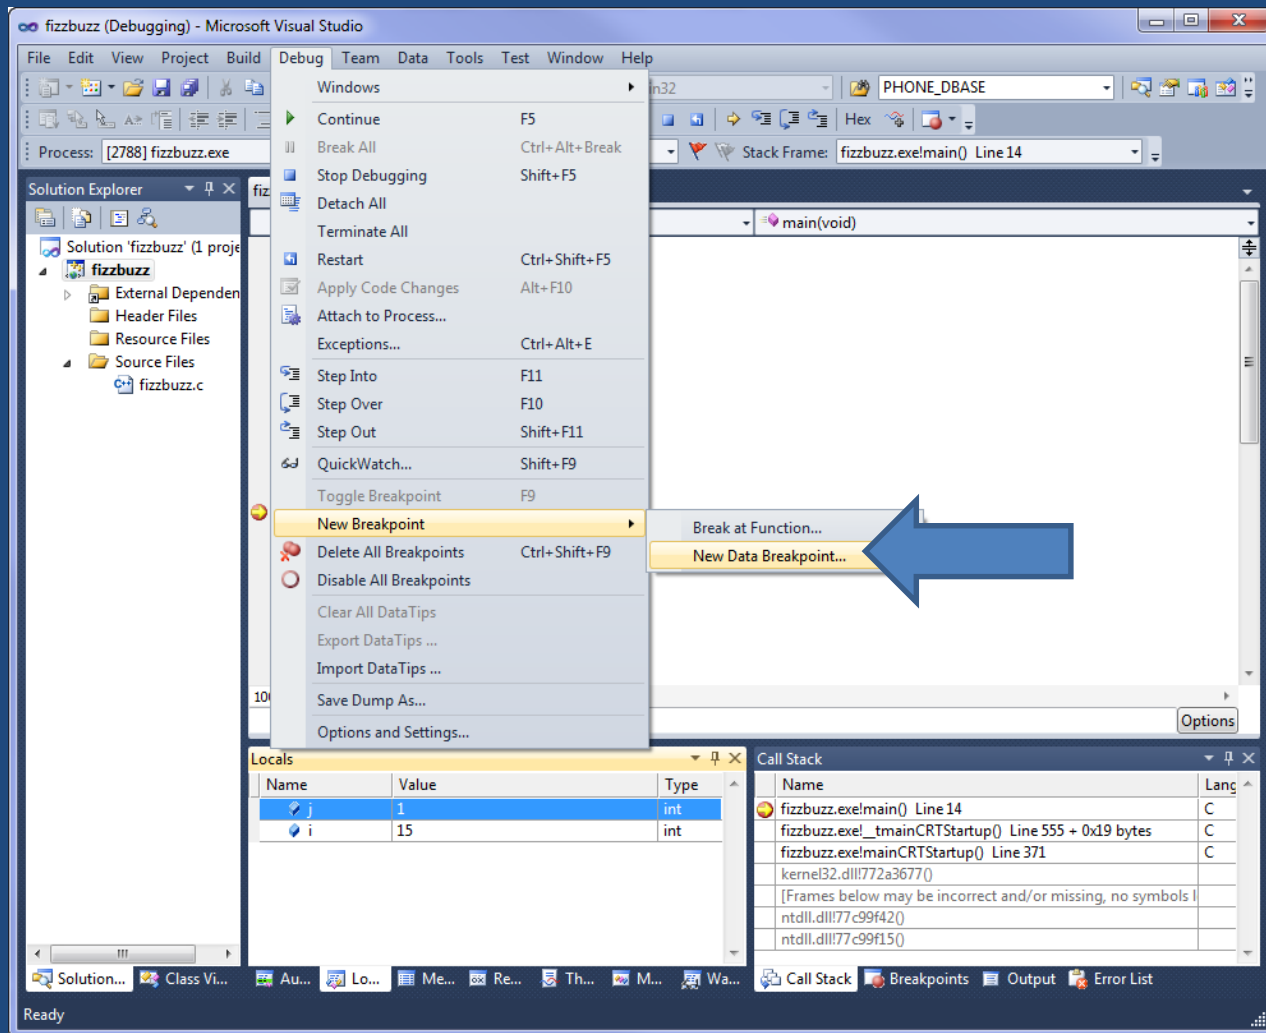 fizzbuzz (Debugging) - Microsoft Visual Studio
File Edit View Project Build Debug Team Data Tools Test Window Help
PHONE_DBASE
Hex
Process: [2788] fizzbuzz.exe
Stack Frame: fizzbuzz.exe!main() Line 14
Windows
Continue F5
Break All Ctrl+Alt+Break
Stop Debugging Shift+F5
Detach All
Terminate All
Restart Ctrl+Shift+F5
Apply Code Changes Alt+F10
Attach to Process...
Exceptions... Ctrl+Alt+E
Step Into F11
Step Over F10
Step Out Shift+F11
QuickWatch... Shift+F9
Toggle Breakpoint F9
New Breakpoint
Delete All Breakpoints Ctrl+Shift+F9
Disable All Breakpoints
Clear All DataTips
Export DataTips ...
Import DataTips ...
Save Dump As...
Options and Settings...
Break at Function...
New Data Breakpoint...
Solution Explorer
Solution 'fizzbuzz' (1 proje
fizzbuzz
External Dependen
Header Files
Resource Files
Source Files
fizzbuzz.c
fiz
main(void)
10
Options
Locals
Name Value Type
j 1 int
i 15 int
Call Stack
Name Lang
fizzbuzz.exe!main() Line 14 C
fizzbuzz.exe!__tmainCRTStartup() Line 555 + 0x19 bytes C
fizzbuzz.exe!mainCRTStartup() Line 371 C
kernel32.dll!772a3677()
[Frames below may be incorrect and/or missing, no symbols l
ntdll.dll!77c99f42()
ntdll.dll!77c99f15()
Solution... Class Vi... Au... Lo... Me... Re... Th... M... Wa... Call Stack Breakpoints Output Error List
Ready